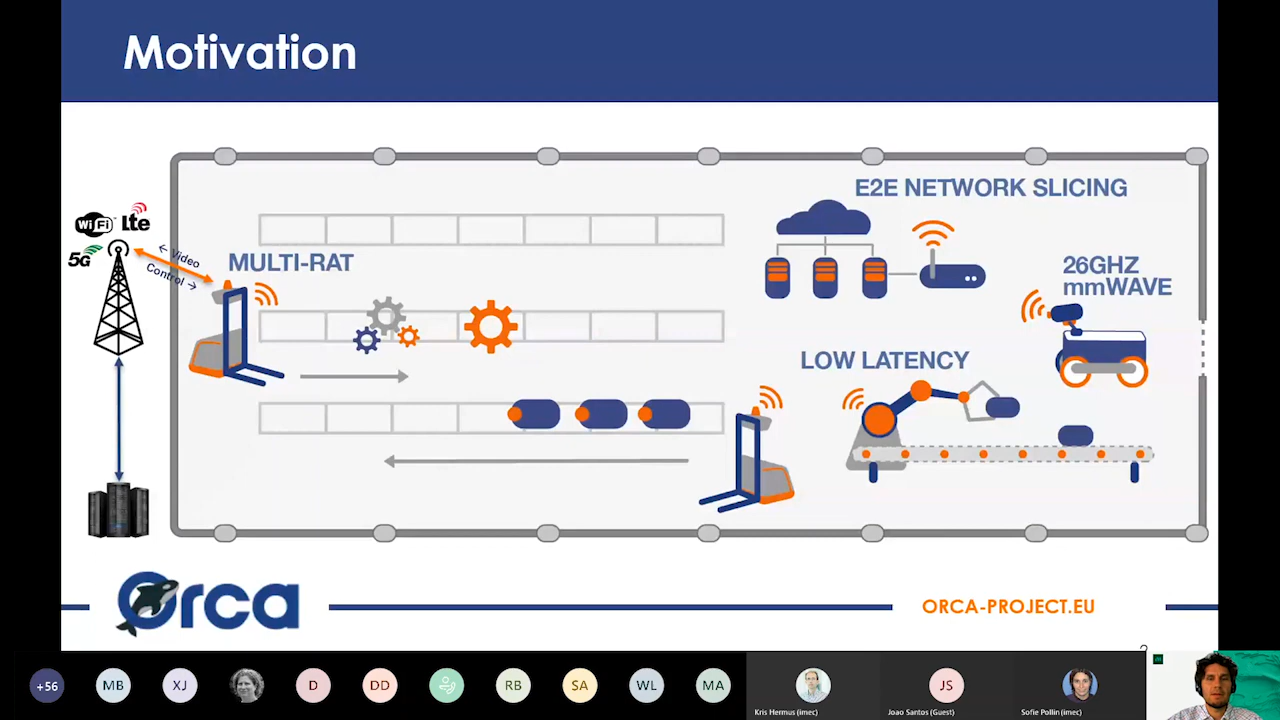 Motivation
WiFi
Lte
5G
← Video
Control →
MULTI-RAT
E2E NETWORK SLICING
26GHZ
mmWAVE
LOW LATENCY
Orca
ORCA-PROJECT.EU
+56
MB
XJ
D
DD
RB
SA
WL
MA
JS
Kris Hermus (imec)
Joao Santos (Guest)
Sofie Pollin (imec)